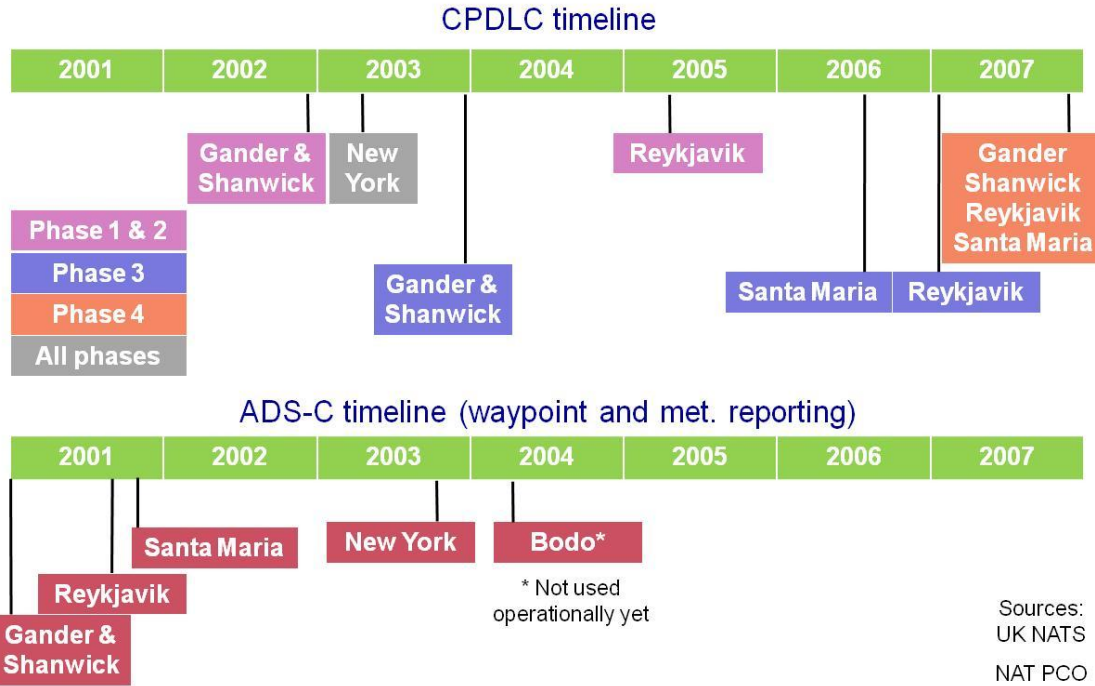 CPDLC timeline
2001 2002 2003 2004 2005 2006 2007
Gander &
Shanwick
New
York
Reykjavik
Gander
Shanwick
Reykjavik
Santa Maria
Phase 1 & 2
Phase 3
Phase 4
All phases
Gander &
Shanwick
Santa Maria
Reykjavik
ADS-C timeline (waypoint and met. reporting)
2001 2002 2003 2004 2005 2006 2007
Santa Maria
New York
Bodo*
Reykjavik
* Not used
operationally yet
Gander &
Shanwick
Sources:
UK NATS
NAT PCO